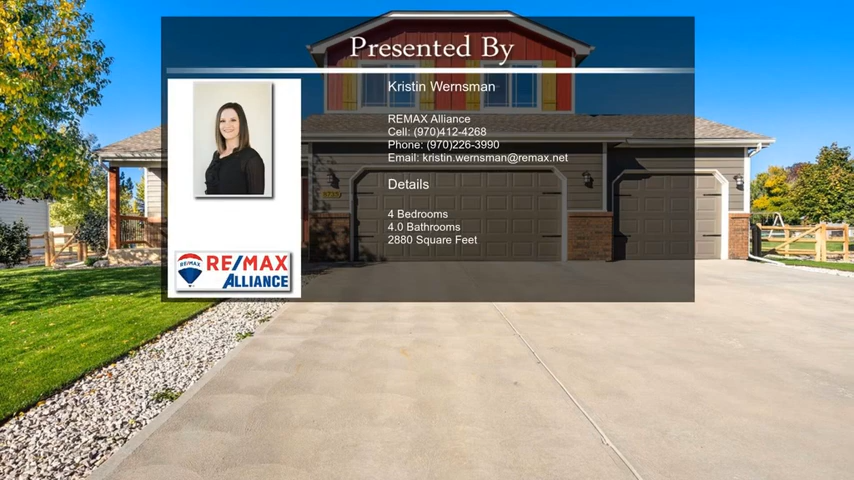 Presented By
Kristin Wernsman
REMAX Alliance
Cell: (970)412-4268
Phone: (970)226-3990
Email: kristin.wernsman@remax.net
Details
4 Bedrooms
4.0 Bathrooms
2880 Square Feet
RE/MAX
RE/MAX
ALLIANCE